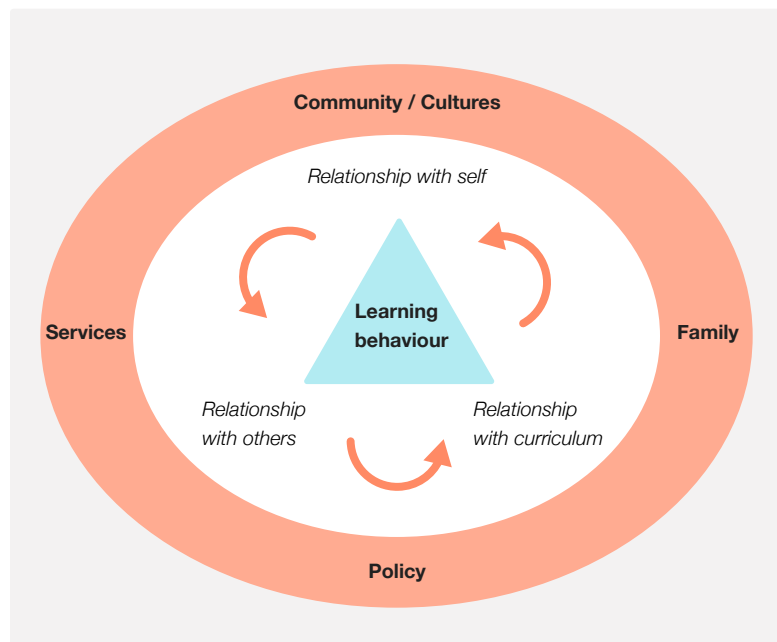 Community / Cultures
Relationship with self
Learning
behaviour
Services
Family
Relationship
with others
Relationship
with curriculum
Policy